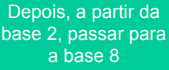 Depois, a partir da
base 2, passar para
a base 8